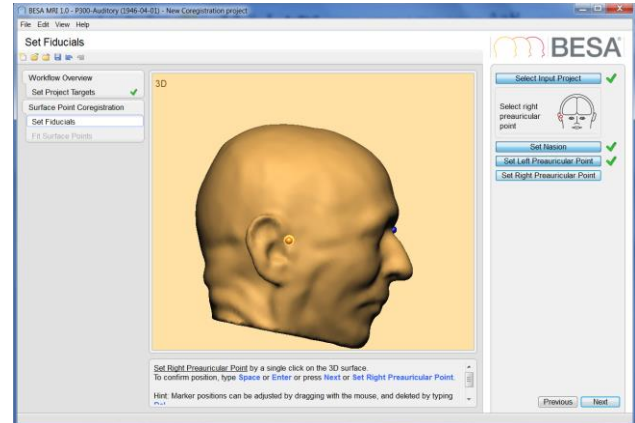 BESA MRI 1.0 - P300-Auditory (1946-04-01) - New Coregistration project
File Edit View Help
Set Fiducials
BESA
Workflow Overview
Set Project Targets
Surface Point Coregistration
Set Fiducials
Fit Surface Points
3D
Select Input Project
Select right
preauricular
point
Set Nasion
Set Left Preauricular Point
Set Right Preauricular Point
Set Right Preauricular Point by a single click on the 3D surface.
To confirm position, type Space or Enter or press Next or Set Right Preauricular Point.
Hint: Marker positions can be adjusted by dragging with the mouse, and deleted by typing
Previous Next